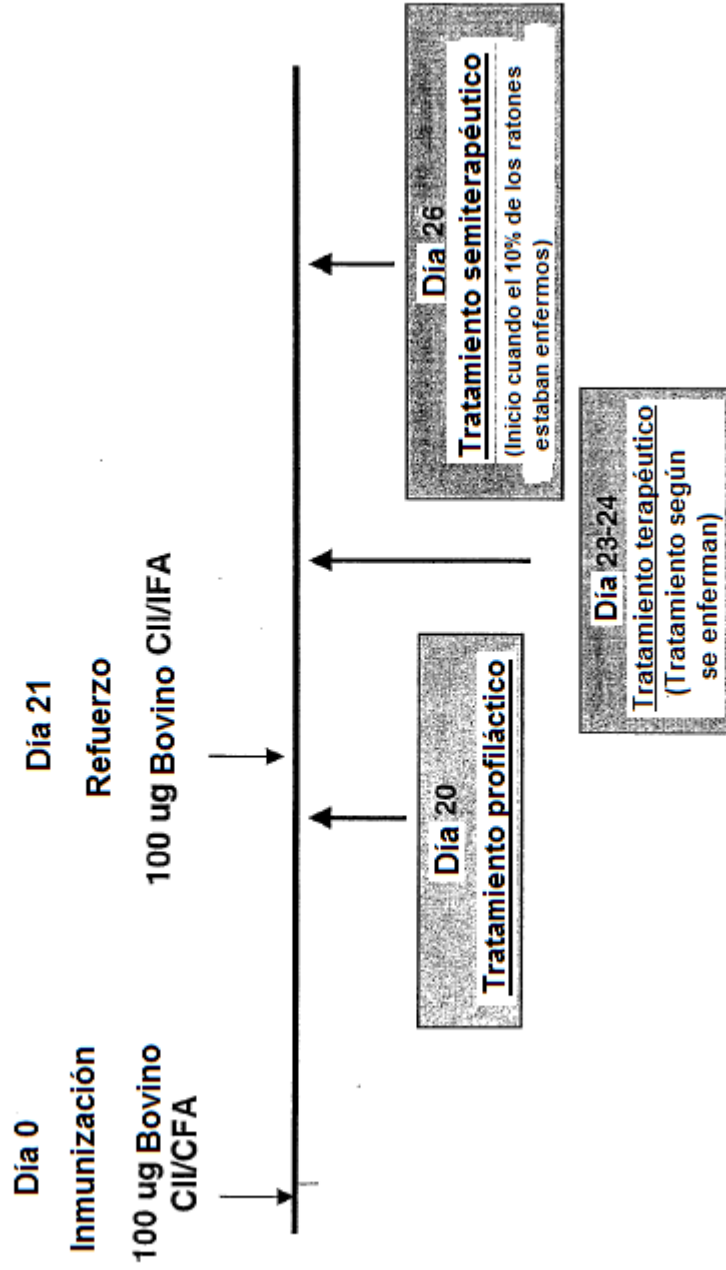 Día 0
Inmunización
100 ug Bovino
CII/CFA
Día 21
Refuerzo
100 ug Bovino CII/IFA
Día 20
Tratamiento profiláctico
Día 23-24
Tratamiento terapéutico
(Tratamiento según
se enferman)
Día 26
Tratamiento semiterapéutico
(Inicio cuando el 10% de los ratones
estaban enfermos)